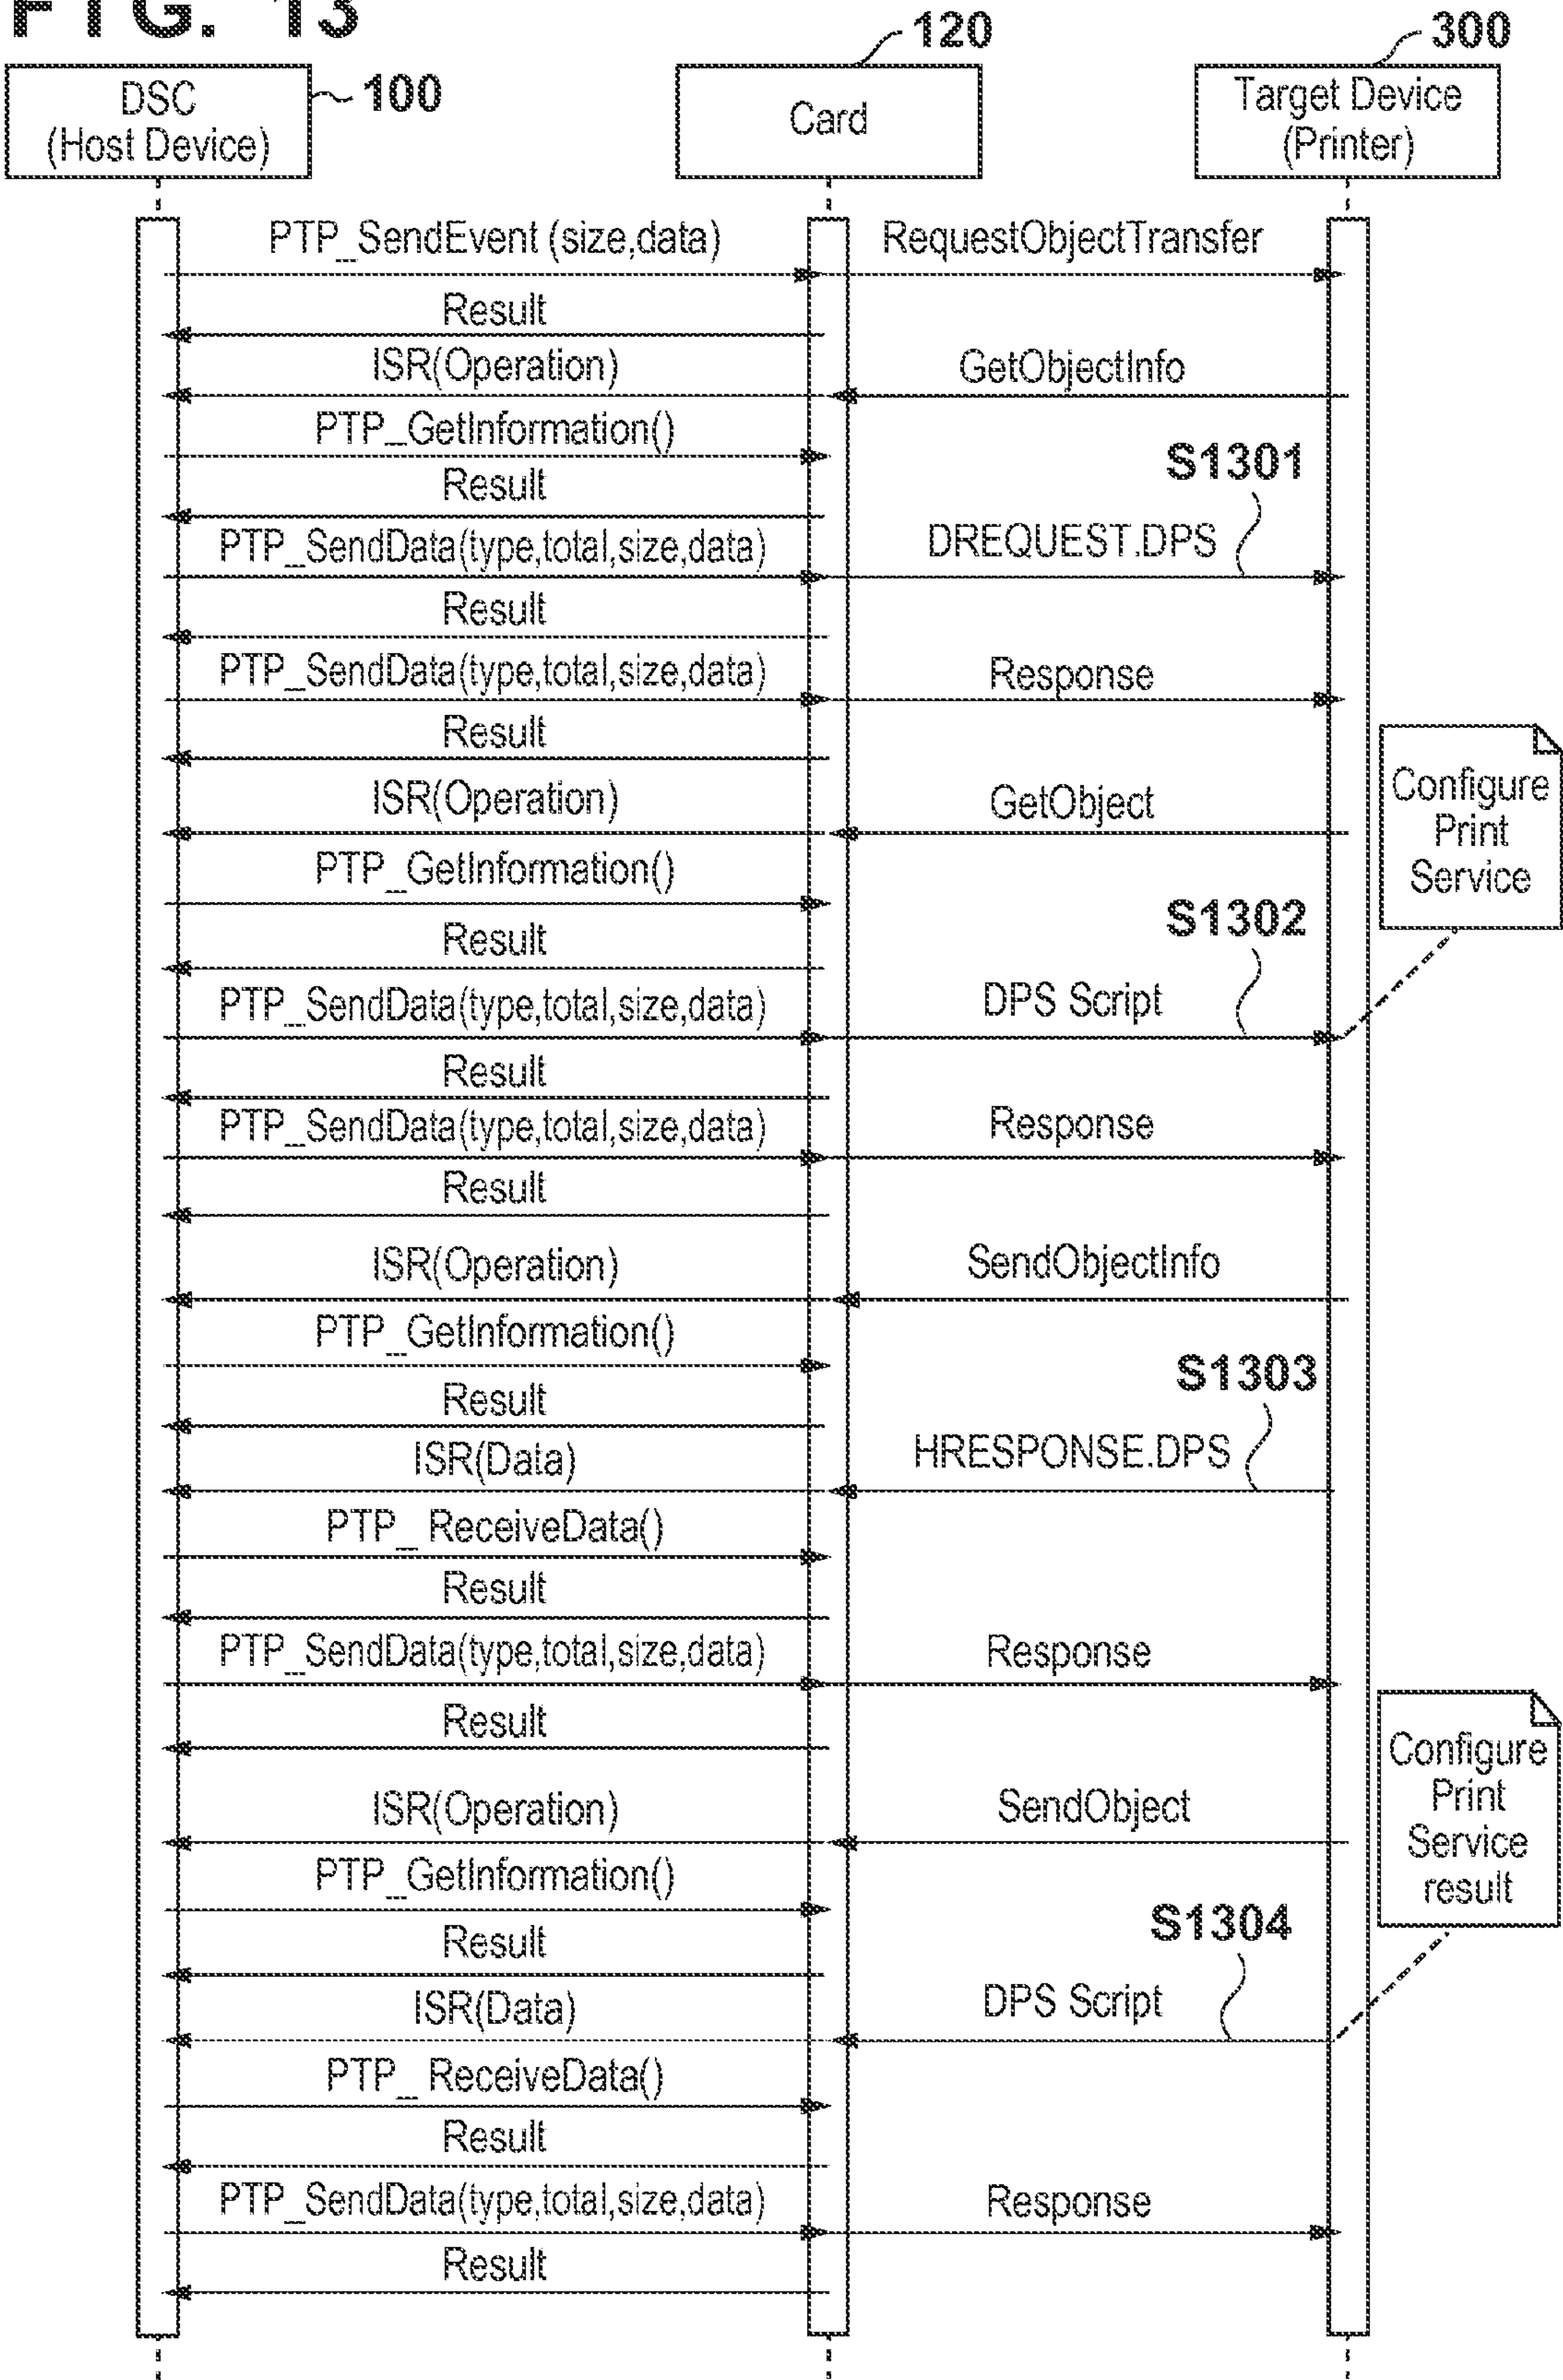 FIG. 13
120
300
DSC
(Host Device)
100
Card
Target Device
(Printer)
PTP_SendEvent (size,data)
RequestObjectTransfer
Result
ISR(Operation)
GetObjectInfo
PTP_GetInformation()
S1301
Result
PTP_SendData(type,total,size,data)
DREQUEST.DPS
Result
PTP_SendData(type,total,size,data)
Response
Result
Configure
Print
Service
ISR(Operation)
GetObject
PTP_GetInformation()
S1302
Result
PTP_SendData(type,total,size,data)
DPS Script
Result
PTP_SendData(type,total,size,data)
Response
Result
ISR(Operation)
SendObjectInfo
PTP_GetInformation()
S1303
Result
ISR(Data)
HRESPONSE.DPS
PTP_ ReceiveData()
Result
PTP_SendData(type,total,size,data)
Response
Result
Configure
Print
Service
result
ISR(Operation)
SendObject
PTP_GetInformation()
S1304
Result
ISR(Data)
DPS Script
PTP_ ReceiveData()
Result
PTP_SendData(type,total,size,data)
Response
Result